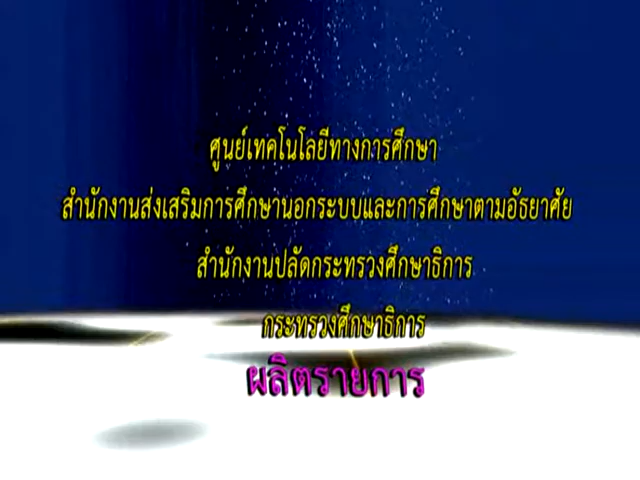 ศูนย์เทคโนโลยีทางการศึกษา
สำนักงานส่งเสริมการศึกษานอกระบบและการศึกษาตามอัธยาศัย
สำนักงานปลัดกระทรวงศึกษาธิการ
กระทรวงศึกษาธิการ
ผลิตรายการ